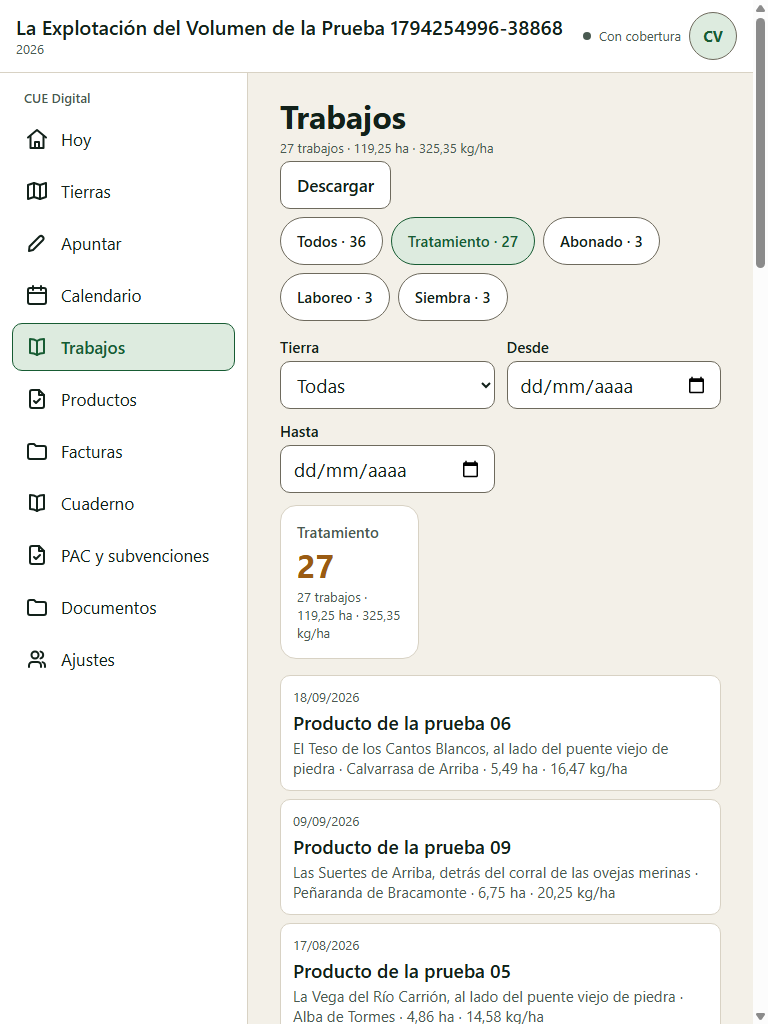 La Explotación del Volumen de la Prueba 1794254996-38868
2026
Con cobertura
CV
CUE Digital
Hoy
Tierras
Apuntar
Calendario
Trabajos
Productos
Facturas
Cuaderno
PAC y subvenciones
Documentos
Ajustes
Trabajos
27 trabajos · 119,25 ha · 325,35 kg/ha
Descargar
Todos · 36
Tratamiento · 27
Abonado · 3
Laboreo · 3
Siembra · 3
Tierra
Desde
Todas
dd/mm/aaaa
Hasta
dd/mm/aaaa
Tratamiento
27
27 trabajos ·
119,25 ha · 325,35
kg/ha
18/09/2026
Producto de la prueba 06
El Teso de los Cantos Blancos, al lado del puente viejo de
piedra · Calvarrasa de Arriba · 5,49 ha · 16,47 kg/ha
09/09/2026
Producto de la prueba 09
Las Suertes de Arriba, detrás del corral de las ovejas merinas ·
Peñaranda de Bracamonte · 6,75 ha · 20,25 kg/ha
17/08/2026
Producto de la prueba 05
La Vega del Río Carrión, al lado del puente viejo de piedra ·
Alba de Tormes · 4,86 ha · 14,58 kg/ha